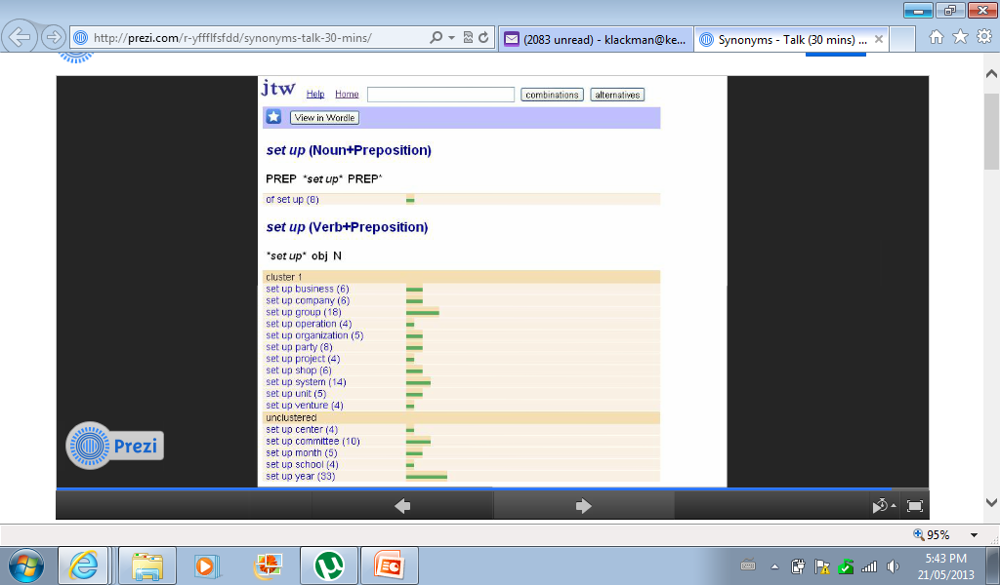 http://prezi.com/r-yffflfsfdd/synonyms-talk-30-mins/
(2083 unread) - klackman@ke...
Synonyms - Talk (30 mins) ...
jtw Help Home combinations alternatives
View in Wordle
set up (Noun+Preposition)
PREP *set up* PREP*
of set up (8)
set up (Verb+Preposition)
*set up* obj N
cluster 1
set up business (6)
set up company (6)
set up group (18)
set up operation (4)
set up organization (5)
set up party (8)
set up project (4)
set up shop (6)
set up system (14)
set up unit (5)
set up venture (4)
unclustered
set up center (4)
set up committee (10)
set up month (5)
set up school (4)
set up year (33)
Prezi
95%
5:43 PM
21/05/2013